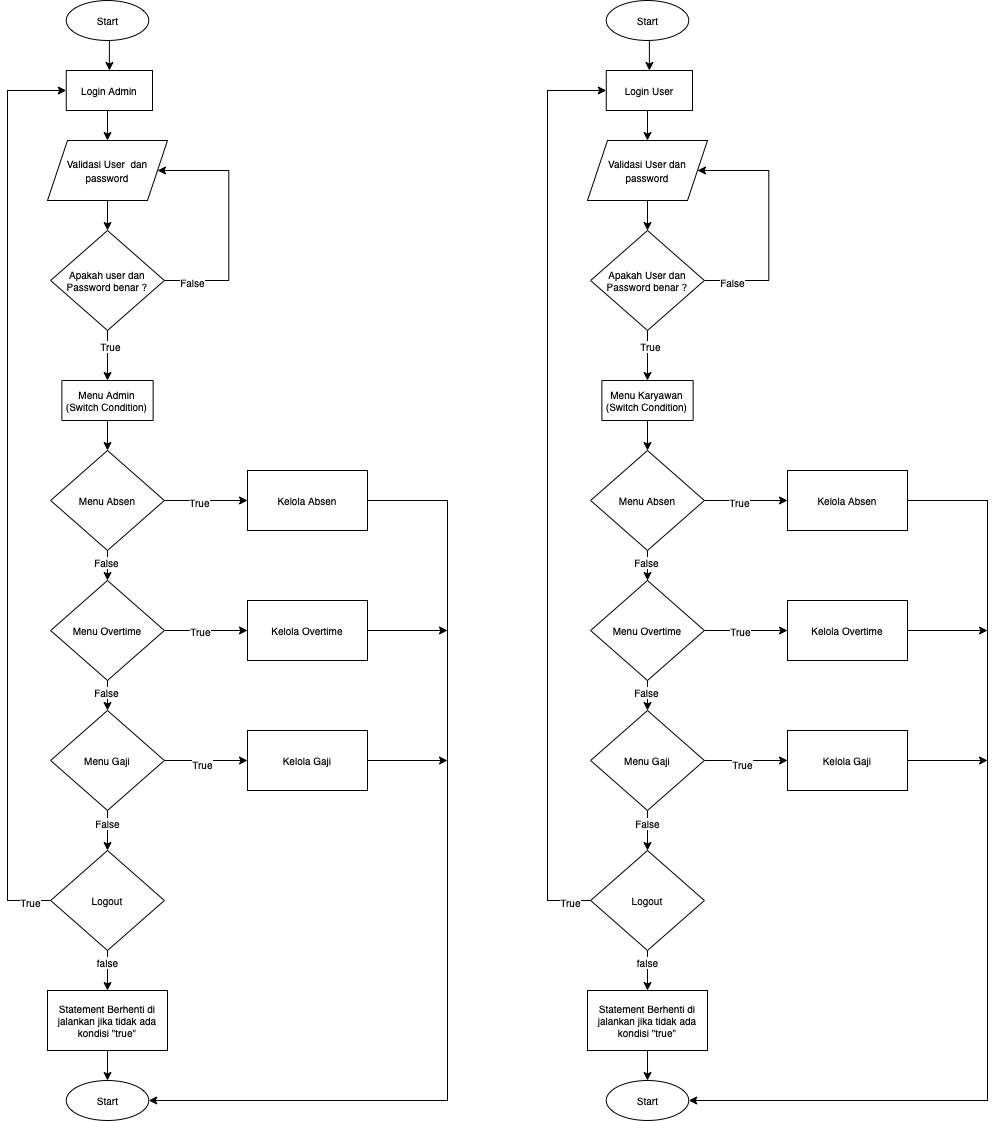 Start
Login Admin
Validasi User dan
password
Apakah user dan
Password benar ?
False
True
Menu Admin
(Switch Condition)
Menu Absen
True
Kelola Absen
False
Menu Overtime
True
Kelola Overtime
False
Menu Gaji
True
Kelola Gaji
False
Logout
True
false
Statement Berhenti di
jalankan jika tidak ada
kondisi "true"
Start
Start
Login User
Validasi User dan
password
Apakah User dan
Password benar ?
False
True
Menu Karyawan
(Switch Condition)
Menu Absen
True
Kelola Absen
False
Menu Overtime
True
Kelola Overtime
False
Menu Gaji
True
Kelola Gaji
False
Logout
True
false
Statement Berhenti di
jalankan jika tidak ada
kondisi "true"
Start